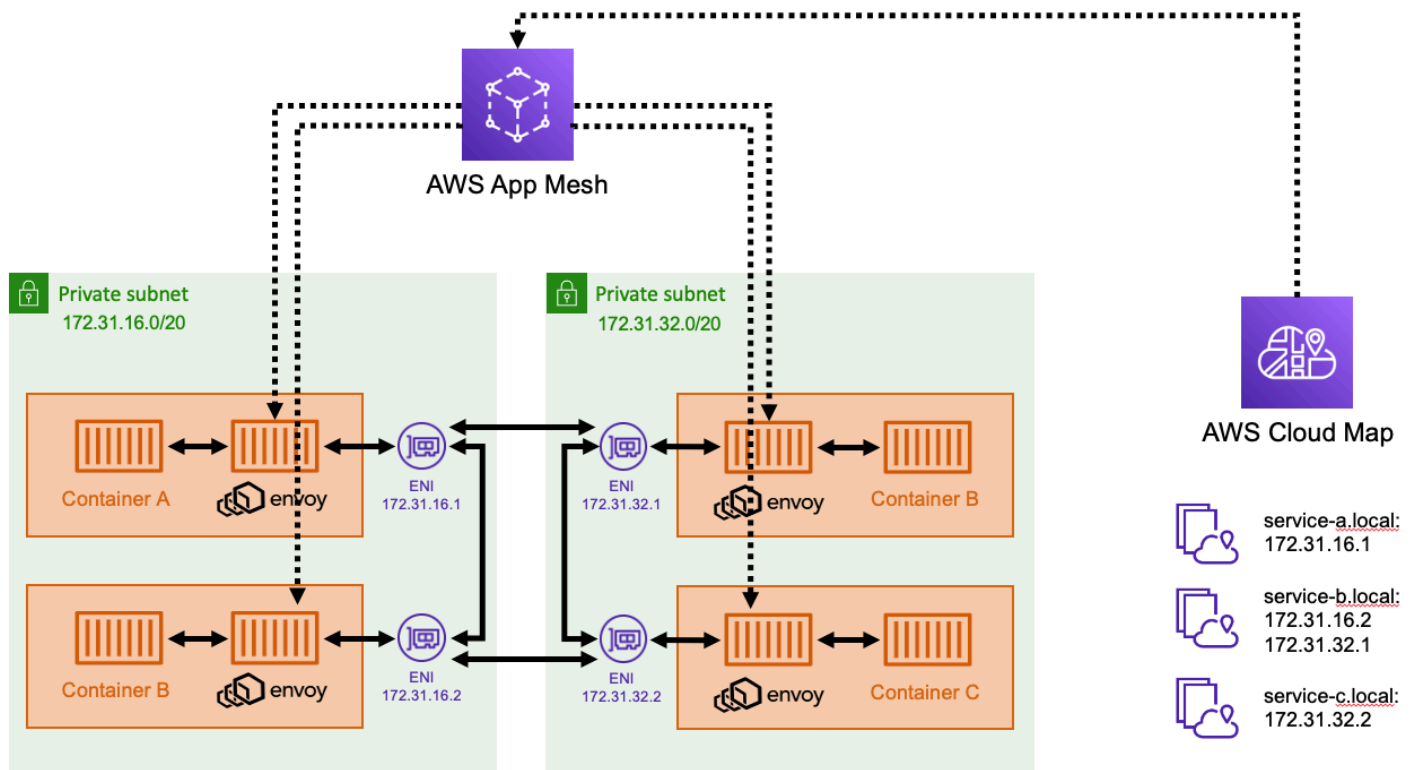 AWS App Mesh
Private subnet
172.31.16.0/20
Private subnet
172.31.32.0/20
AWS Cloud Map
Container A
envoy
ENI
172.31.16.1
ENI
172.31.32.1
envoy
Container B
Container B
envoy
ENI
172.31.16.2
ENI
172.31.32.2
envoy
Container C
service-a.local:
172.31.16.1
service-b.local:
172.31.16.2
172.31.32.1
service-c.local:
172.31.32.2